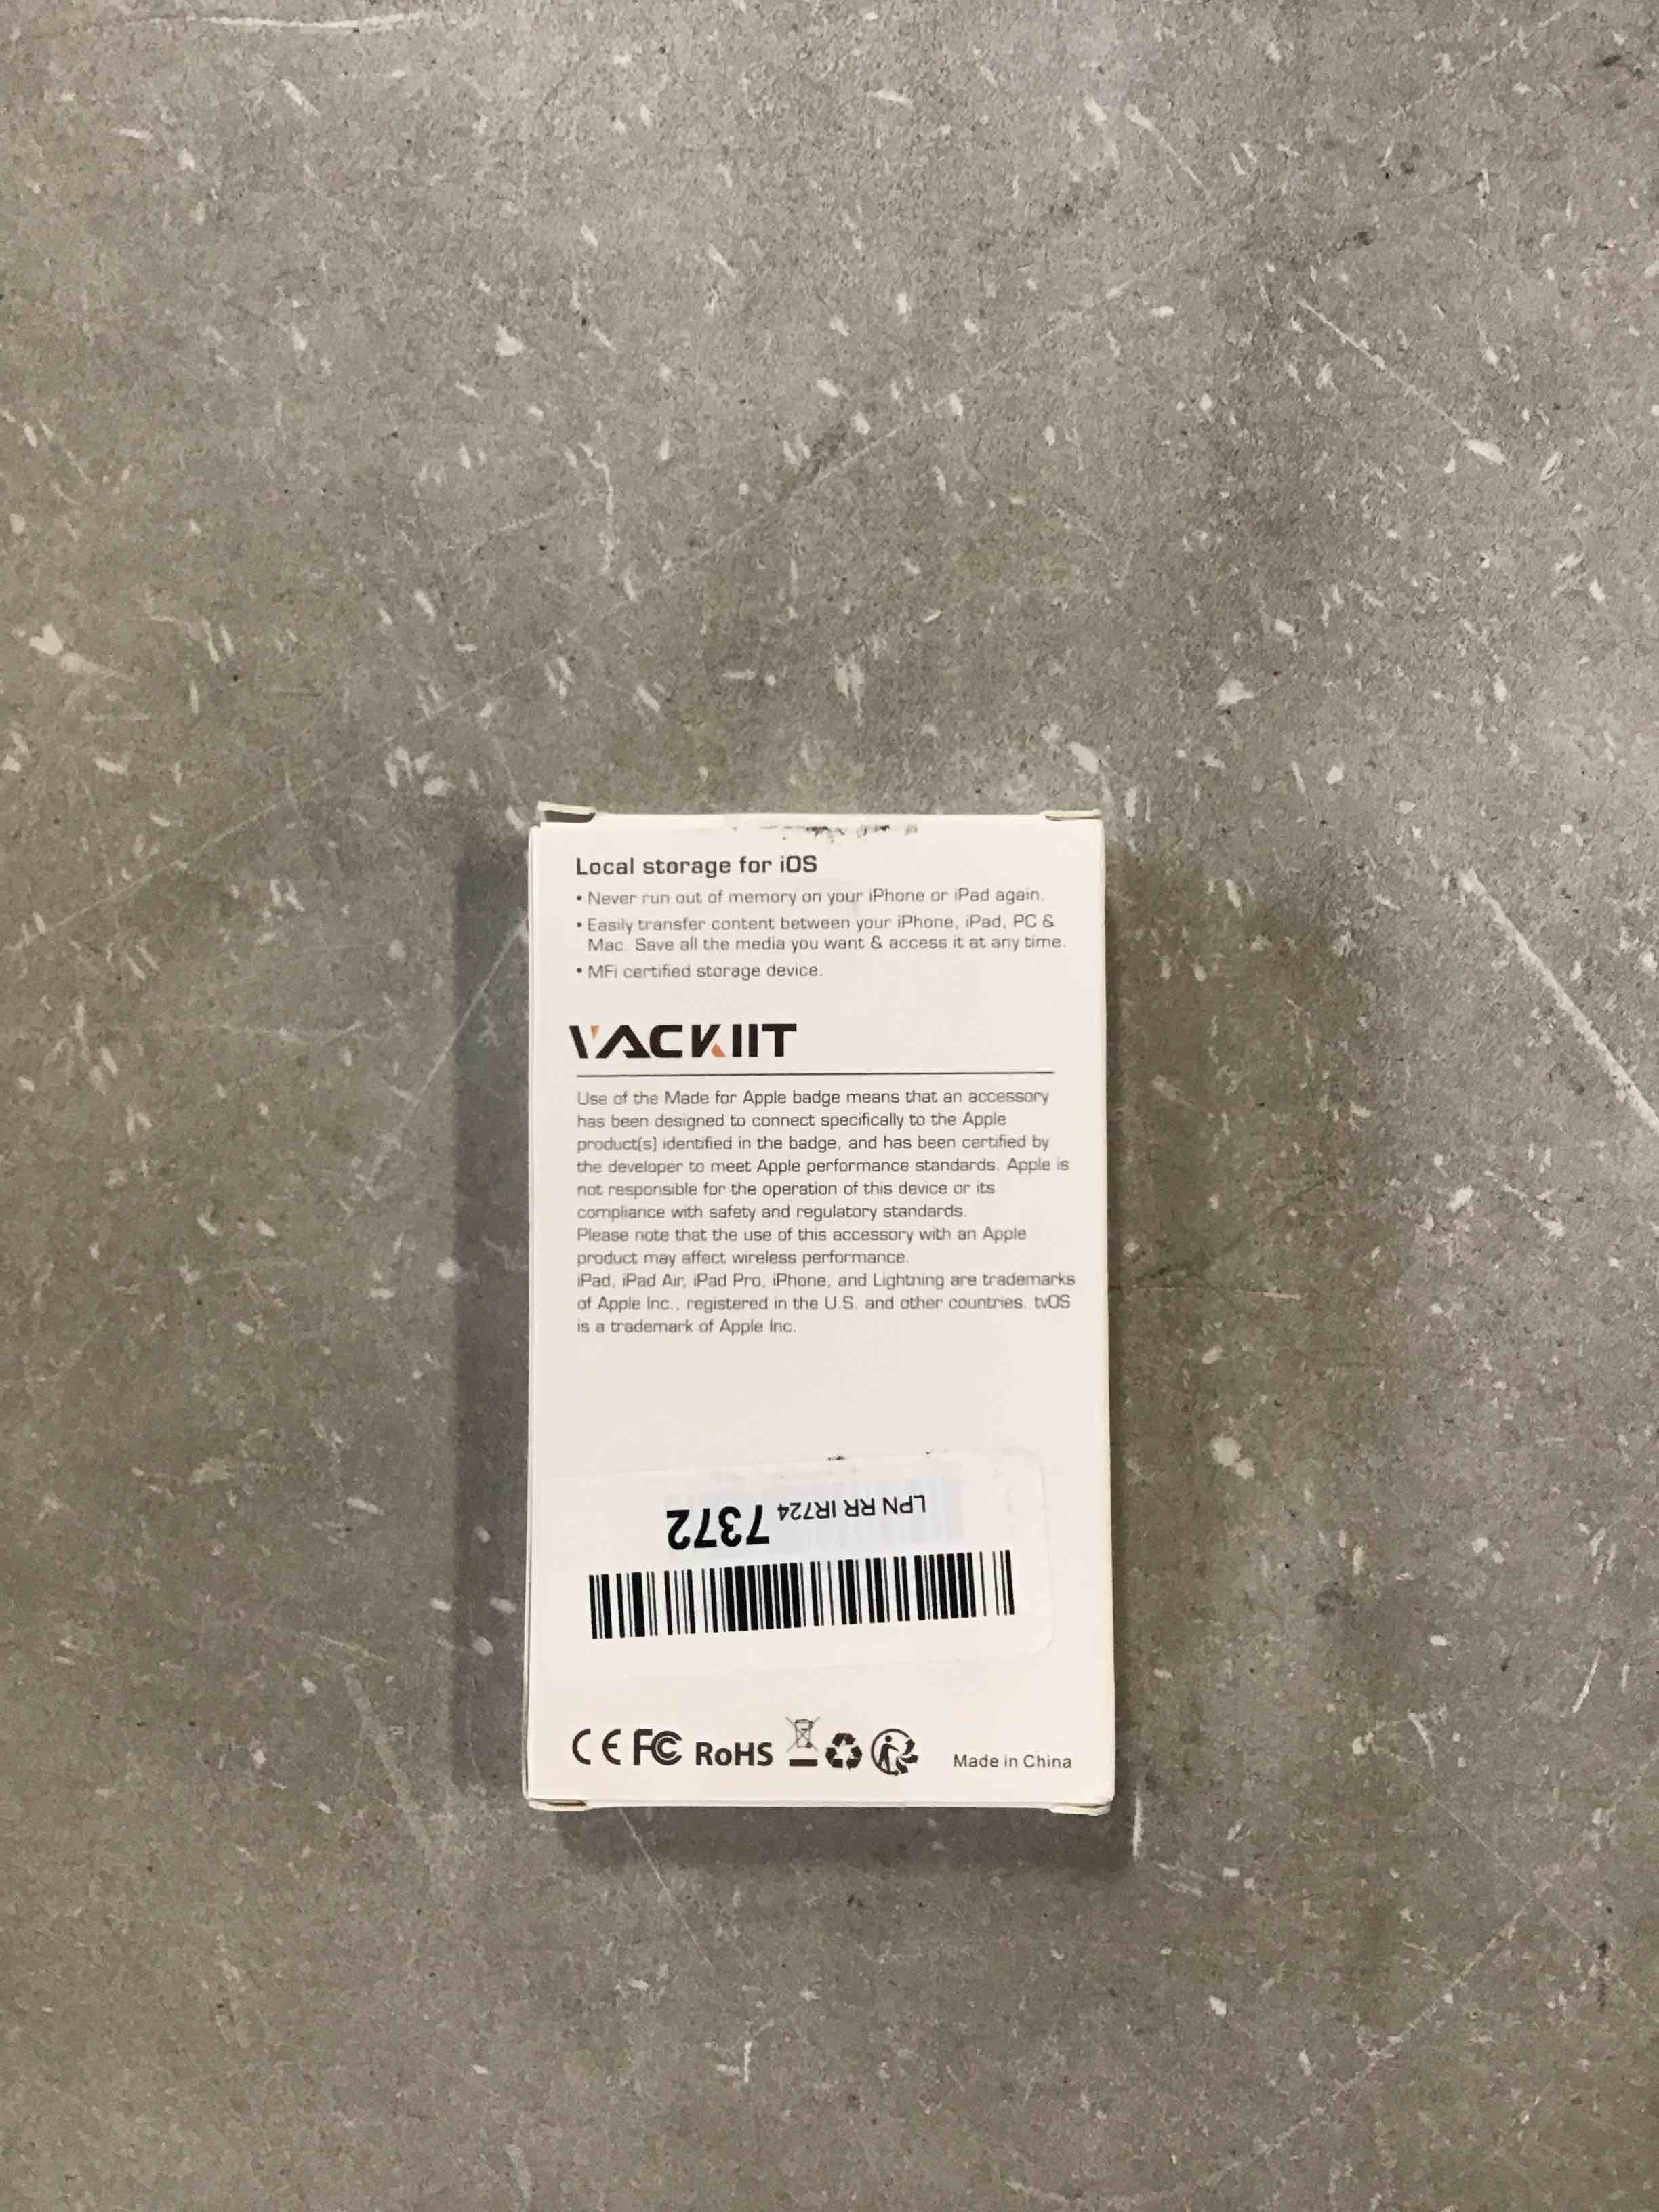 Local storage for iOS
• Never run out of memory on your iPhone or iPad again.
• Easily transfer content between your iPhone, iPad, PC &
Mac. Save all the media you want & access it at any time.
• MFi certified storage device.
VACKIIT
Use of the Made for Apple badge means that an accessory
has been designed to connect specifically to the Apple
product(s) identified in the badge, and has been certified by
the developer to meet Apple performance standards. Apple is
not responsible for the operation of this device or its
compliance with safety and regulatory standards.
Please note that the use of this accessory with an Apple
product may affect wireless performance.
iPad, iPad Air, iPad Pro, iPhone, and Lightning are trademarks
of Apple Inc., registered in the U.S. and other countries. tvOS
is a trademark of Apple Inc.
LPN RR IR724 7372
CE FC RoHS Made in China